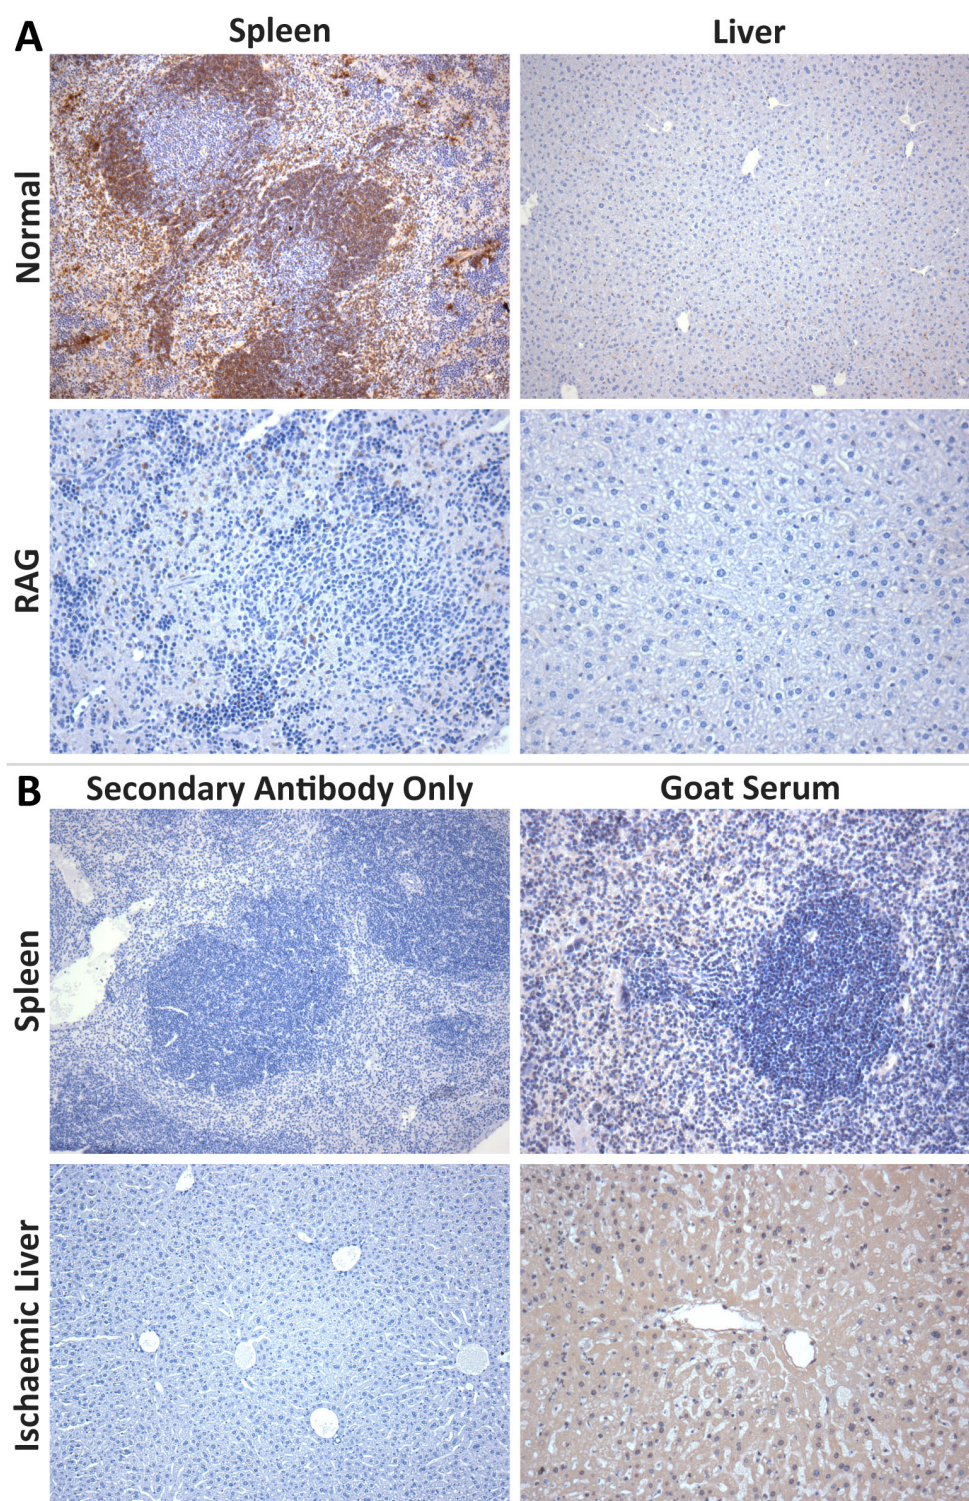 A
Spleen
Liver
Normal
RAG
B
Secondary Antibody Only
Goat Serum
Spleen
Ischaemic Liver